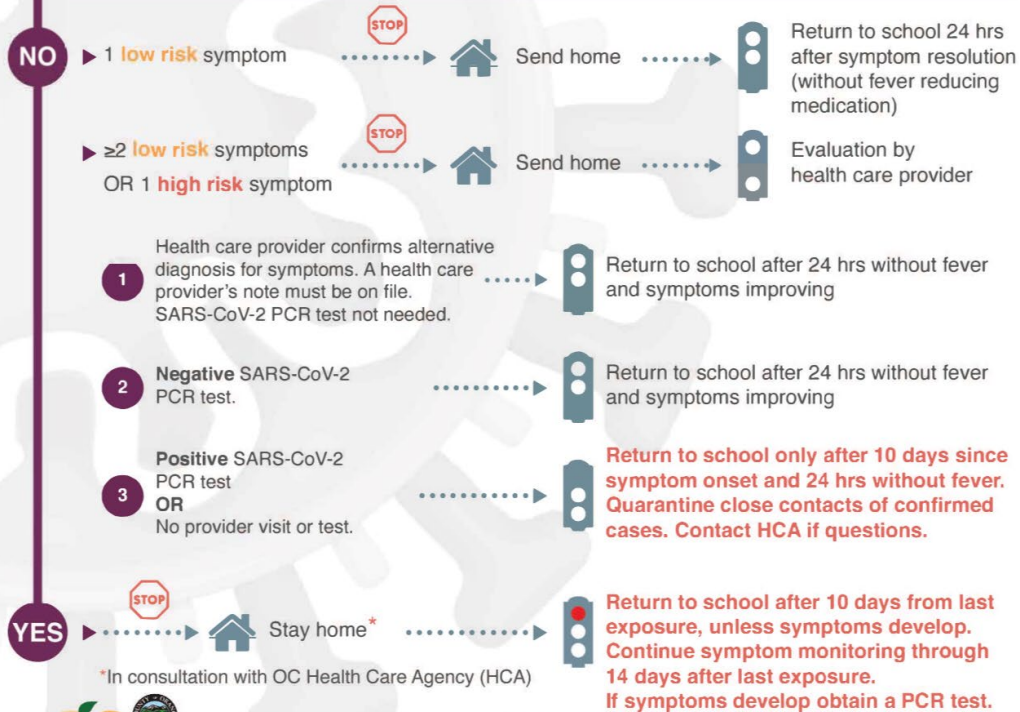 STOP
NO
1 low risk symptom
Send home
Return to school 24 hrs
after symptom resolution
(without fever reducing
medication)
STOP
≥2 low risk symptoms
OR 1 high risk symptom
Send home
Evaluation by
health care provider
1
Health care provider confirms alternative
diagnosis for symptoms. A health care
provider's note must be on file.
SARS-CoV-2 PCR test not needed.
Return to school after 24 hrs without fever
and symptoms improving
2
Negative SARS-CoV-2
PCR test.
Return to school after 24 hrs without fever
and symptoms improving
3
Positive SARS-CoV-2
PCR test
OR
No provider visit or test.
Return to school only after 10 days since
symptom onset and 24 hrs without fever.
Quarantine close contacts of confirmed
cases. Contact HCA if questions.
STOP
YES
Stay home*
Return to school after 10 days from last
exposure, unless symptoms develop.
Continue symptom monitoring through
14 days after last exposure.
If symptoms develop obtain a PCR test.
*In consultation with OC Health Care Agency (HCA)